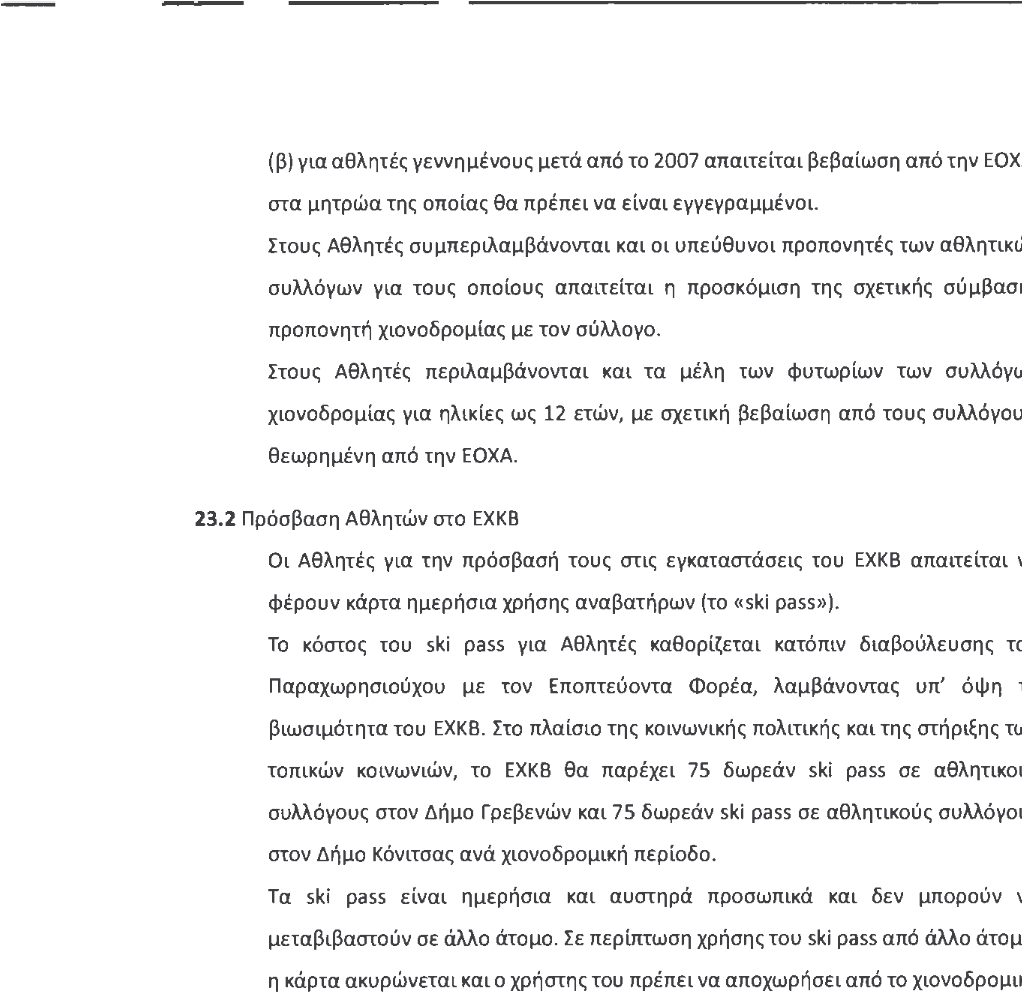 (β) για αθλητές γεννημένους μετά από το 2007 απαιτείται βεβαίωση από την ΕΟΧ
στα μητρώα της οποίας θα πρέπει να είναι εγγεγραμμένοι.
Στους Αθλητές συμπεριλαμβάνονται και οι υπεύθυνοι προπονητές των
συλλόγων για τους οποίους απαιτείται η προσκόμιση της σχετικής
προπονητή χιονοδρομίας με τον σύλλογο.
Στους Αθλητές περιλαμβάνονται και τα μέλη των φυτωρίων των
χιονοδρομίας για ηλικίες ως 12 ετών, με σχετική βεβαίωση από τους
θεωρημένη από την ΕΟΧΑ.
23.2 Πρόσβαση Αθλητών στο ΕΧΚΒ
Οι Αθλητές για την πρόσβασή τους στις εγκαταστάσεις του ΕΧΚΒ απαιτείται
φέρουν κάρτα ημερήσια χρήσης αναβατήρων (το «ski pass»).
Το κόστος του ski pass για Αθλητές καθορίζεται κατόπιν διαβούλευσης
Παραχωρησιούχου με τον Εποπτεύοντα Φορέα, λαμβάνοντας υπ' όψη
βιωσιμότητα του ΕΧΚΒ. Στο πλαίσιο της κοινωνικής πολιτικής και της στήριξης
τοπικών κοινωνιών, το ΕΧΚΒ θα παρέχει 75 δωρεάν ski pass σε
συλλόγους στον Δήμο Γρεβενών και 75 δωρεάν ski pass σε αθλητικούς
στον Δήμο Κόνιτσας ανά χιονοδρομική περίοδο.
Τα ski pass είναι ημερήσια και αυστηρά προσωπικά και δεν μπορούν
μεταβιβαστούν σε άλλο άτομο. Σε περίπτωση χρήσης του ski pass από άλλο άτομ
η κάρτα ακυρώνεται και ο χρήστης του πρέπει να αποχωρήσει από το